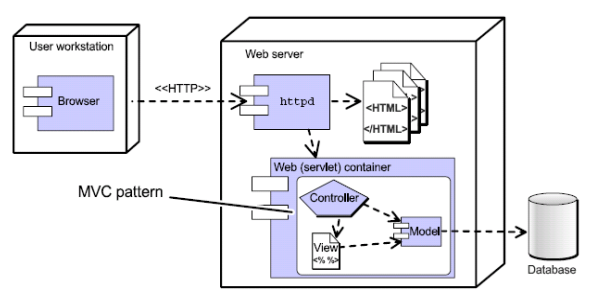 User workstation
Browser
<<HTTP>>
Web server
httpd
<HTML>
</HTML>
>
>
>
>
Web (servlet) container
MVC pattern
Controller
View
<% %>
Model
Database